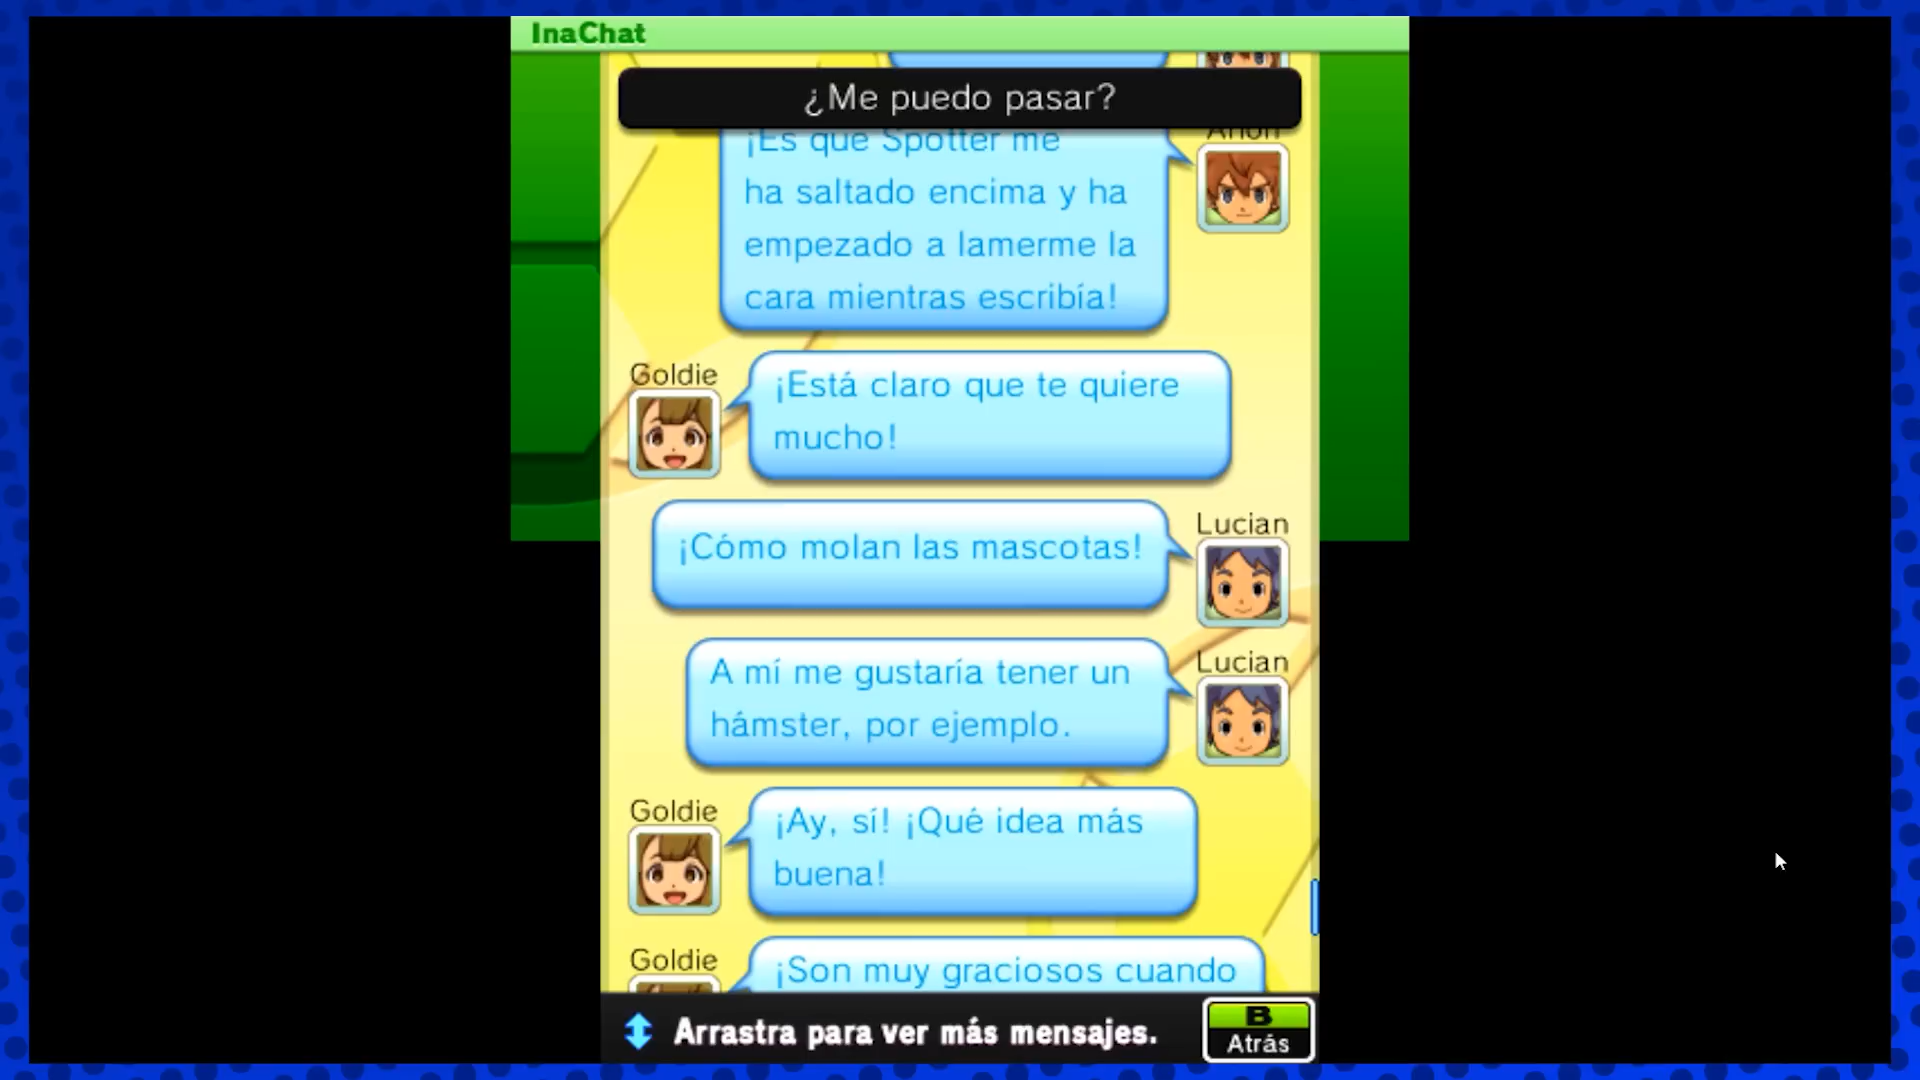 InaChat
¿Me puedo pasar?
Arion
¡Es que Spotter me
ha saltado encima y ha
empezado a lamerme la
cara mientras escribía!
Goldie
¡Está claro que te quiere
mucho!
Lucian
¡Cómo molan las mascotas!
Lucian
A mí me gustaría tener un
hámster, por ejemplo.
Goldie
¡Ay, sí! ¡Qué idea más
buena!
Goldie
¡Son muy graciosos cuando
Arrastra para ver más mensajes.
B
Atrás